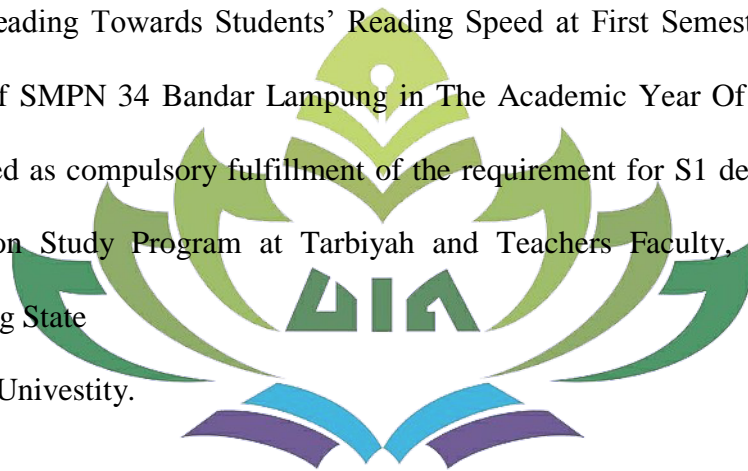 eading Towards Students’ Reading Speed at First Semest
f SMPN 34 Bandar Lampung in The Academic Year Of
ed as compulsory fulfillment of the requirement for S1 de
on Study Program at Tarbiyah and Teachers Faculty,
g State
UIN
Univestity.